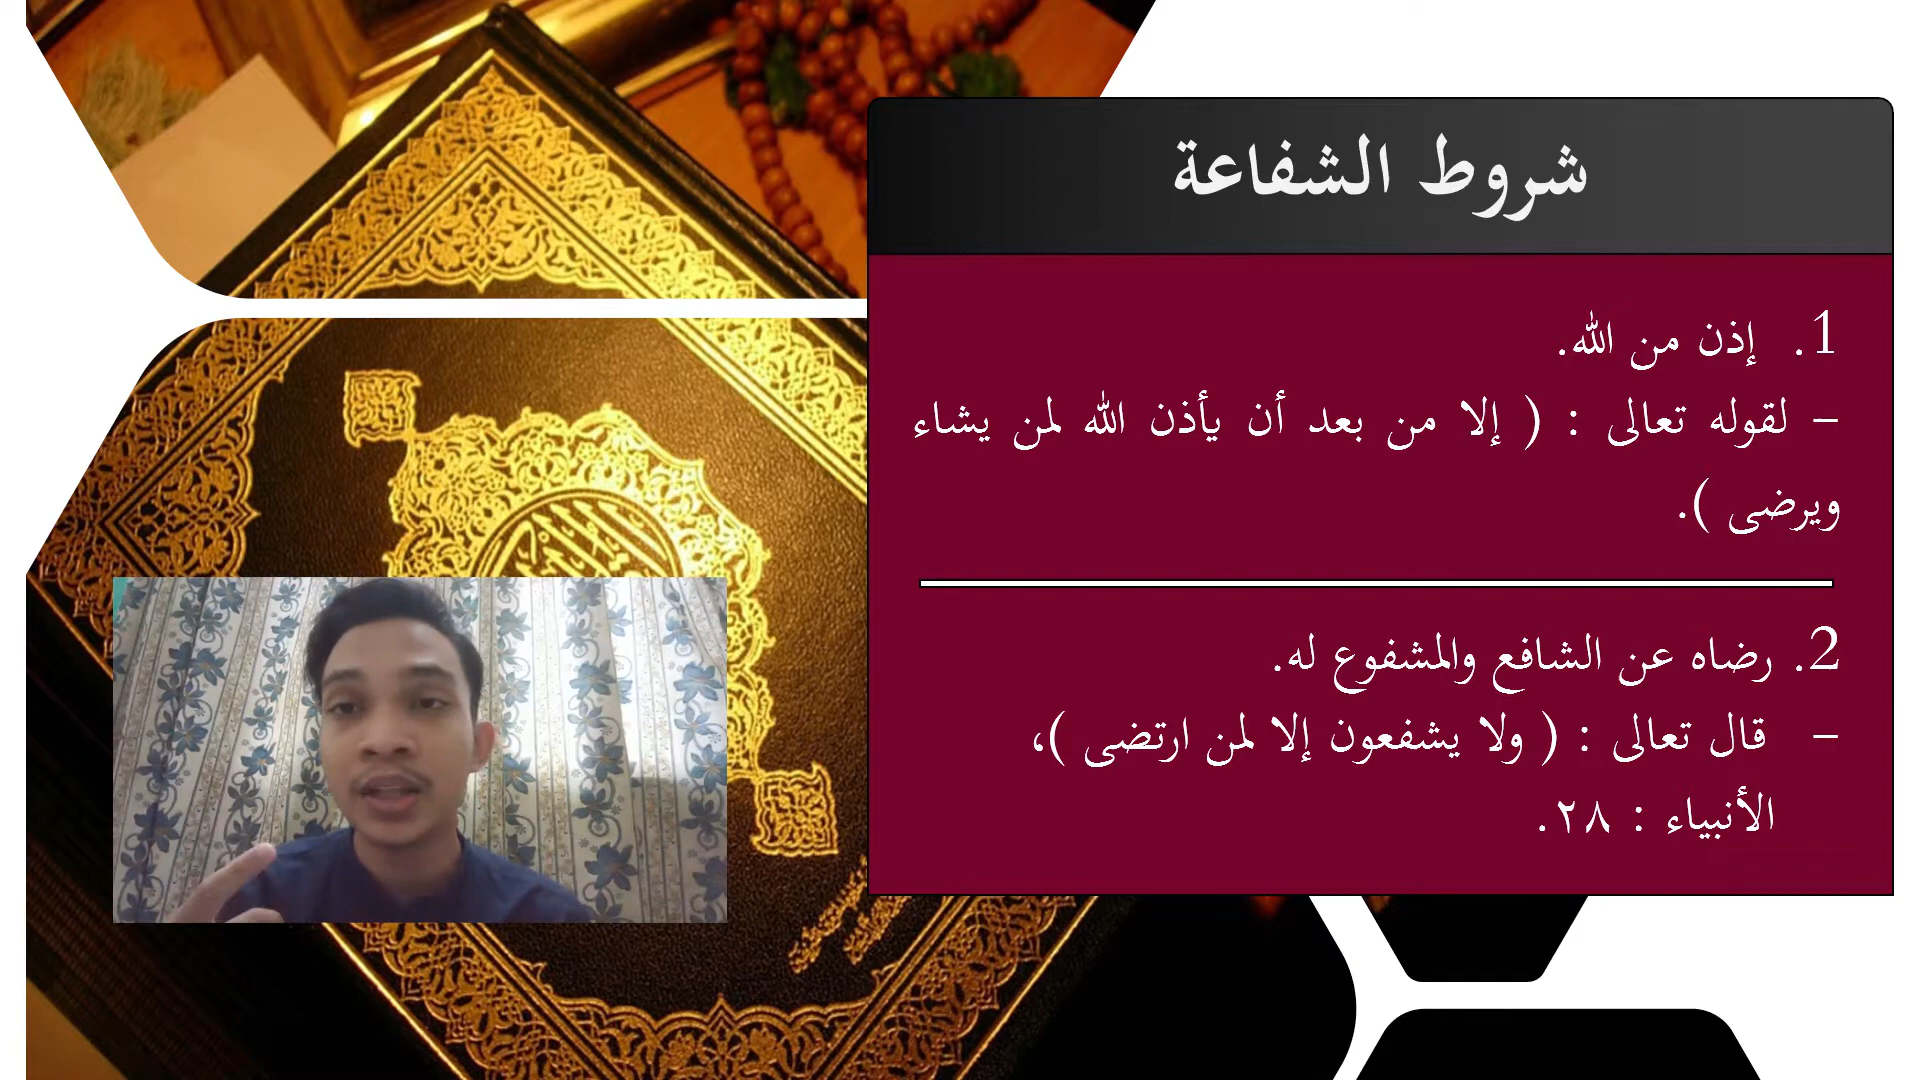 شروط الشفاعة
1. إذن من الله.
- لقوله تعالى : ( إلا من بعد أن يأذن الله لمن يشاء
ويرضى ).
2. رضاه عن الشافع والمشفوع له.
- قال تعالى : ( ولا يشفعون إلا لمن ارتضى )،
الأنبياء : ٢٨.